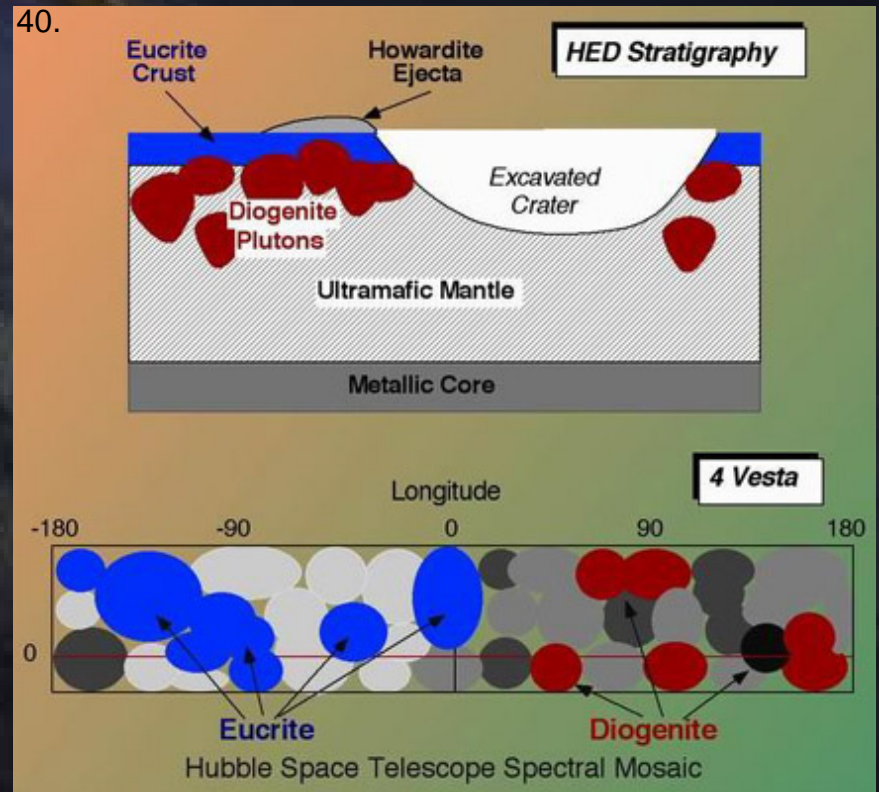 40.
Eucrite
Crust
Howardite
Ejecta
HED Stratigraphy
Excavated
Crater
Diogenite
Plutons
Ultramafic Mantle
Metallic Core
4 Vesta
Longitude
-180 -90 0 90 180
0
Eucrite Diogenite
Hubble Space Telescope Spectral Mosaic